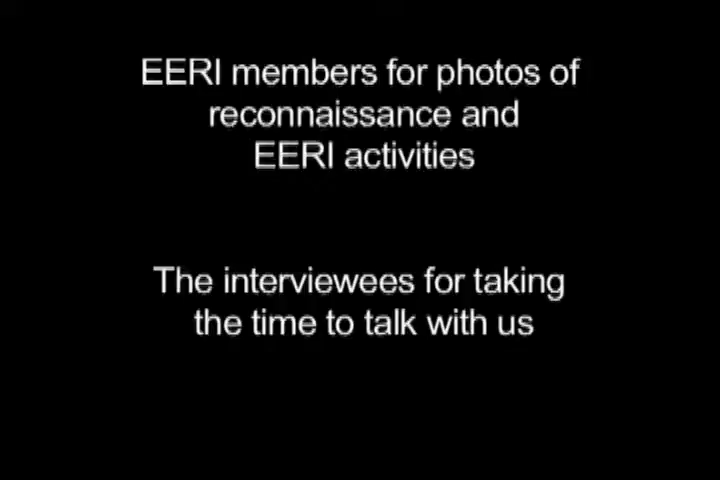 EERI members for photos of
reconnaissance and
EERI activities
The interviewees for taking
the time to talk with us